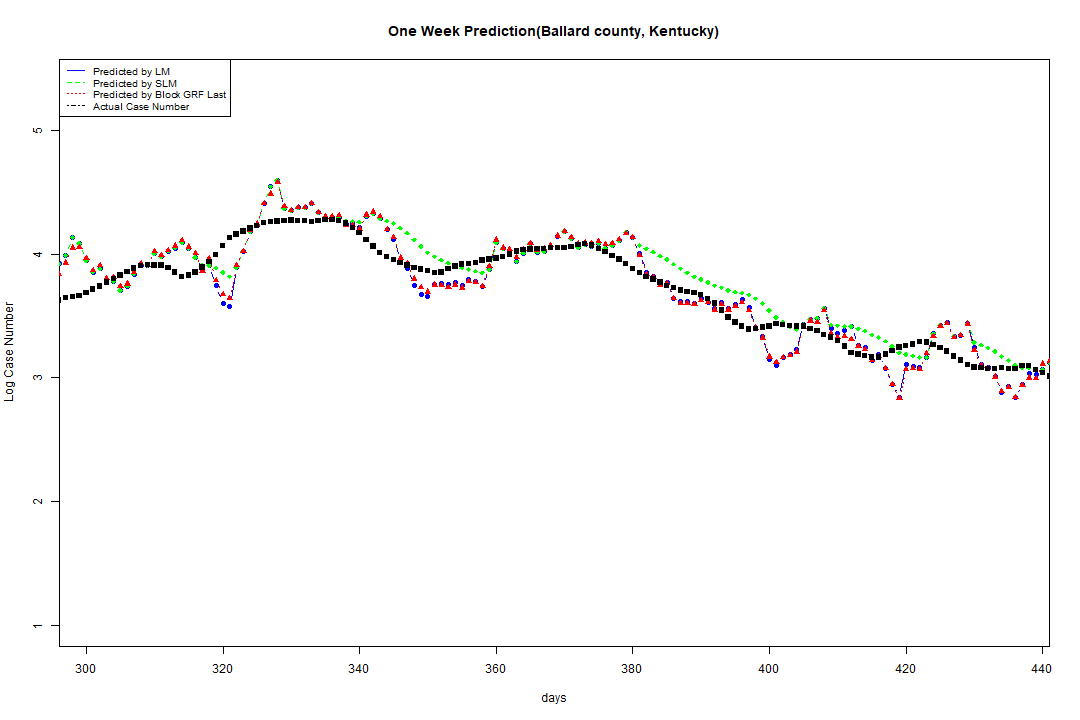 One Week Prediction(Ballard county, Kentucky)
Predicted by LM
Predicted by SLM
Predicted by Block GRF Last
Actual Case Number
5
4
3
2
1
Log Case Number
300 320 340 360 380 400 420 440
days